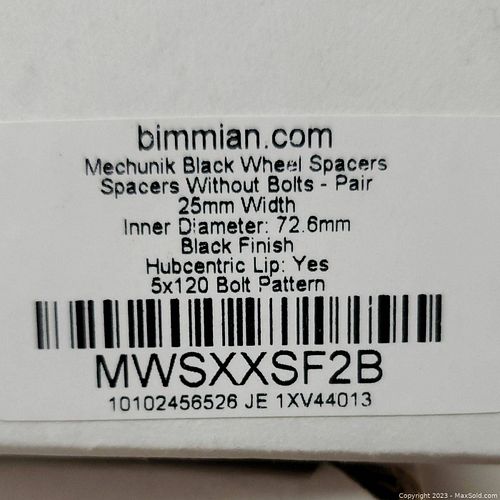 bimmian.com
Mechunik Black Wheel Spacers
Spacers Without Bolts - Pair
25mm Width
Inner Diameter: 72.6mm
Black Finish
Hubcentric Lip: Yes
5x120 Bolt Pattern
MWSXXSF2B
10102456526 JE 1XV44013
Copyright 2023 - MaxSold.com